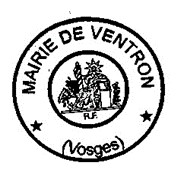 MAIRIE DE VENTRON
R.F.
(Vosges)